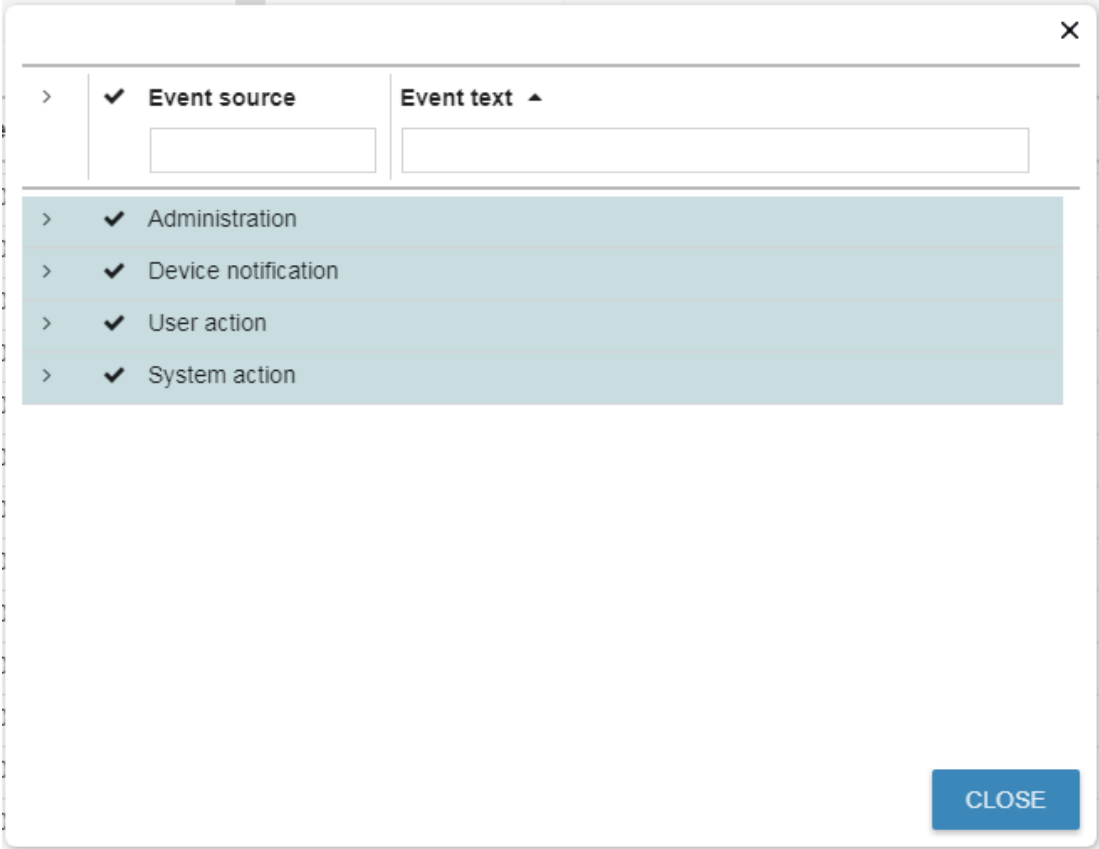 Event source Event text
Administration
Device notification
User action
System action
CLOSE